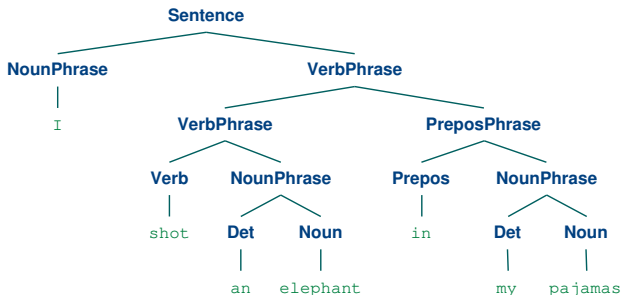 Sentence
NounPhrase VerbPhrase
I VerbPhrase PreposPhrase
Verb NounPhrase Prepos NounPhrase
shot Det Noun in Det Noun
an elephant my pajamas